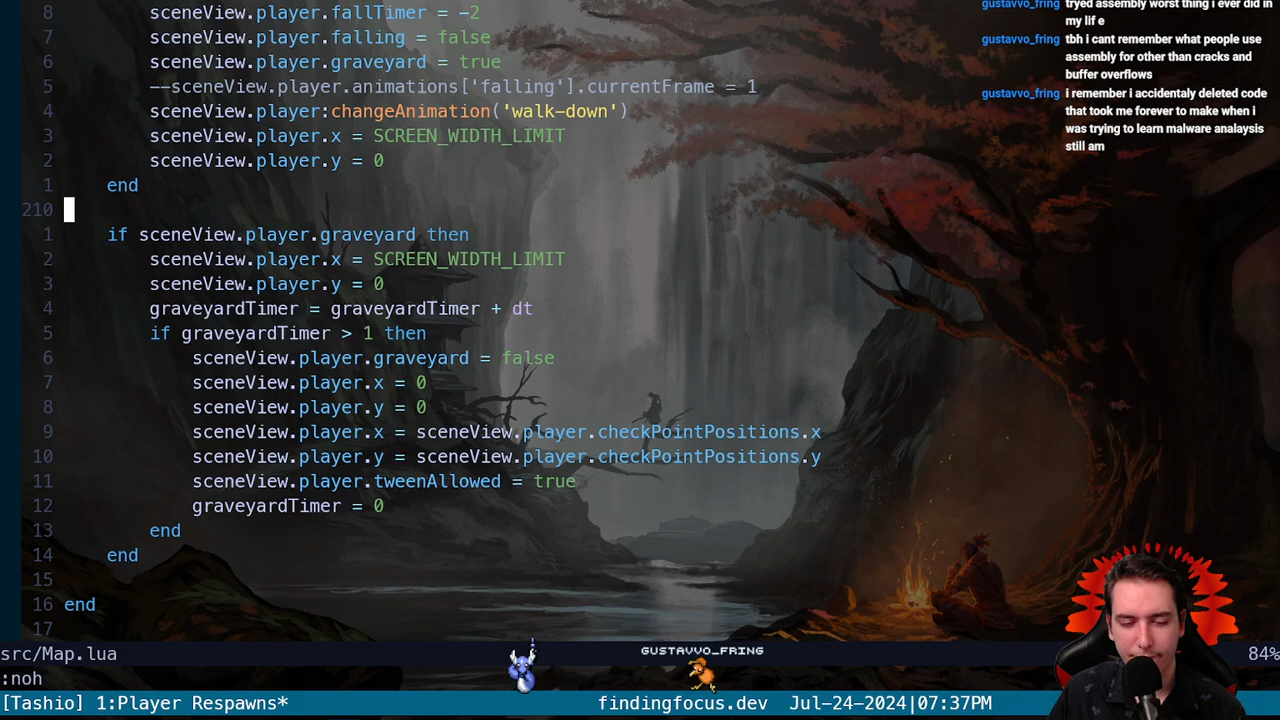 8 sceneView.player.fallTimer = -2
7 sceneView.player.falling = false
6 sceneView.player.graveyard = true
5 --sceneView.player.animations['falling'].currentFrame = 1
4 sceneView.player:changeAnimation('walk-down')
3 sceneView.player.x = SCREEN_WIDTH_LIMIT
2 sceneView.player.y = 0
1 end
210
1 if sceneView.player.graveyard then
2 sceneView.player.x = SCREEN_WIDTH_LIMIT
3 sceneView.player.y = 0
4 graveyardTimer = graveyardTimer + dt
5 if graveyardTimer > 1 then
6 sceneView.player.graveyard = false
7 sceneView.player.x = 0
8 sceneView.player.y = 0
9 sceneView.player.x = sceneView.player.checkPointPositions.x
10 sceneView.player.y = sceneView.player.checkPointPositions.y
11 sceneView.player.tweenAllowed = true
12 graveyardTimer = 0
13 end
14 end
15
16 end
17
gustavvo_fring tryed assembly worst thing i ever did in
my lif e
gustavvo_fring tbh i cant remember what people use
assembly for other than cracks and
buffer overflows
gustavvo_fring i remember i accidentaly deleted code
that took me forever to make when i
was trying to learn malware analaysis
still am
GUSTAVVO_FRING
src/Map.lua 84%
:noh
[Tashio] 1:Player Respawns* findingfocus.dev Jul-24-2024|07:37PM